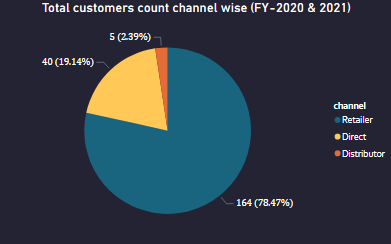 Total customers count channel wise (FY-2020 & 2021)
5 (2.39%)
40 (19.14%)
channel
Retailer
Direct
Distributor
164 (78.47%)